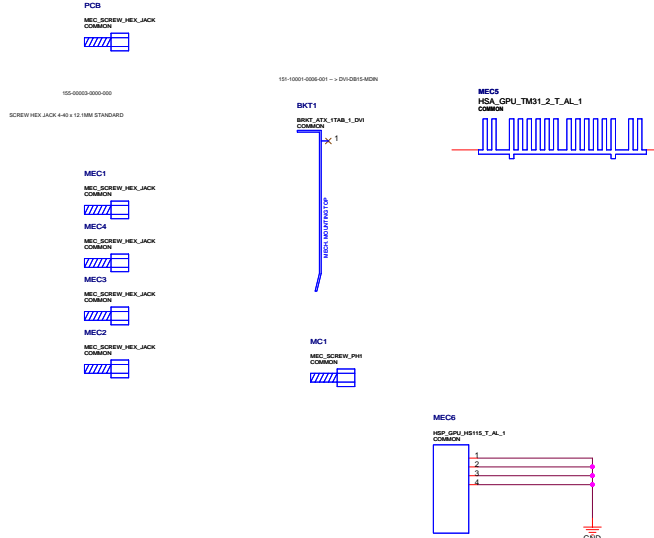 PCB
MEC_SCREW_HEX_JACK
COMMON
151-10001-0006-001 -- > DVI-DB15-MDIN
155-00003-0000-000
SCREW HEX JACK 4-40 x 12.1MM STANDARD
BKT1
BRKT_ATX_1TAB_1_DVI
COMMON
1
MECH. MOUNTING TOP
MEC5
HSA_GPU_TM31_2_T_AL_1
COMMON
MEC1
MEC_SCREW_HEX_JACK
COMMON
MEC4
MEC_SCREW_HEX_JACK
COMMON
MEC3
MEC_SCREW_HEX_JACK
COMMON
MEC2
MEC_SCREW_HEX_JACK
COMMON
MC1
MEC_SCREW_PH1
COMMON
MEC6
HSP_GPU_HS115_T_AL_1
COMMON
1
2
3
4
GND